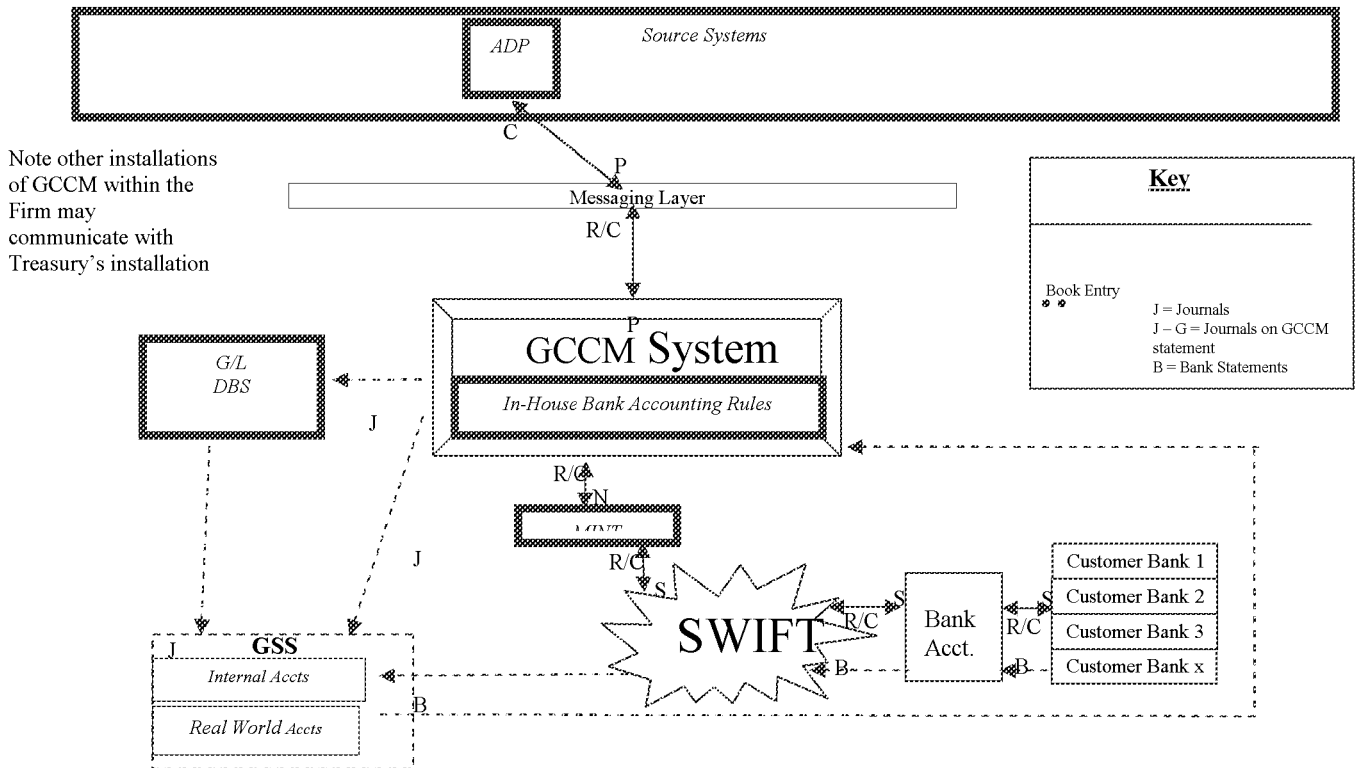 Source Systems
ADP
C
P
Note other installations
of GCCM within the
Firm may
communicate with
Treasury's installation
Messaging Layer
R/C
Key
Book Entry
J = Journals
J – G = Journals on GCCM
statement
B = Bank Statements
P
GCCM System
In-House Bank Accounting Rules
G/L
DBS
J
J
R/C
N
R/C
S
SWIFT
S
R/C
B
Bank
Acct.
S
R/C
B
Customer Bank 1
Customer Bank 2
Customer Bank 3
Customer Bank x
GSS
J
Internal Accts
Real World Accts
B